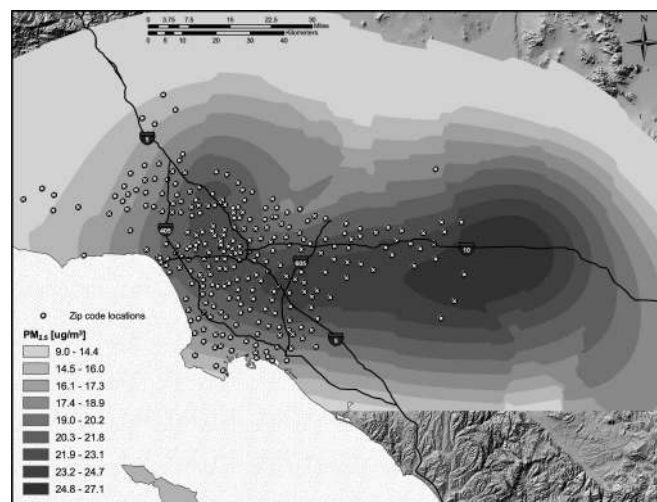 0 3.75 7.5 15 22.5 30
Miles
0 5 10 20 30 40
Kilometers
N
5
405
605
10
5
Zip code locations
PM2.5 [ug/m³]
9.0 - 14.4
14.5 - 16.0
16.1 - 17.3
17.4 - 18.9
19.0 - 20.2
20.3 - 21.8
21.9 - 23.1
23.2 - 24.7
24.8 - 27.1